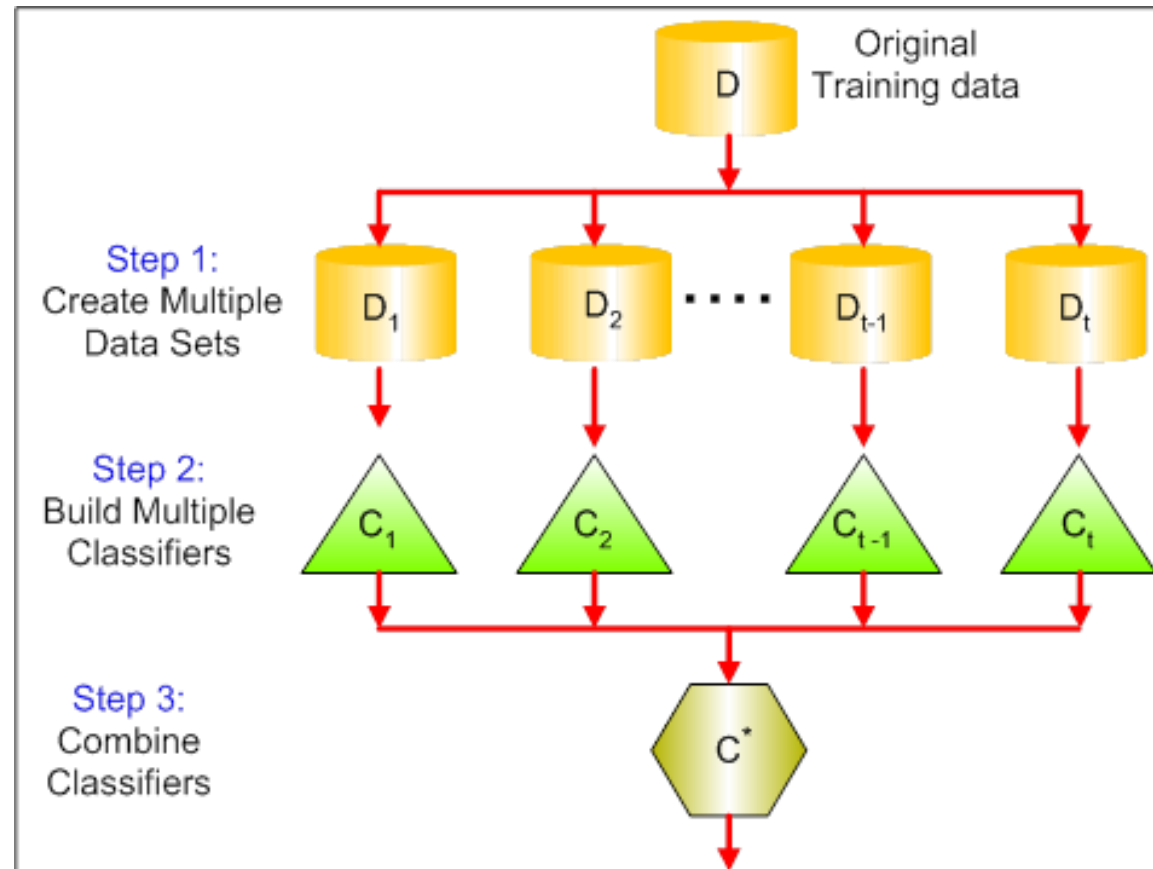 D
Original
Training data
Step 1:
Create Multiple
Data Sets
D₁
D₂
....
Dₜ₋₁
Dₜ
Step 2:
Build Multiple
Classifiers
C₁
C₂
Cₜ₋₁
Cₜ
Step 3:
Combine
Classifiers
C*